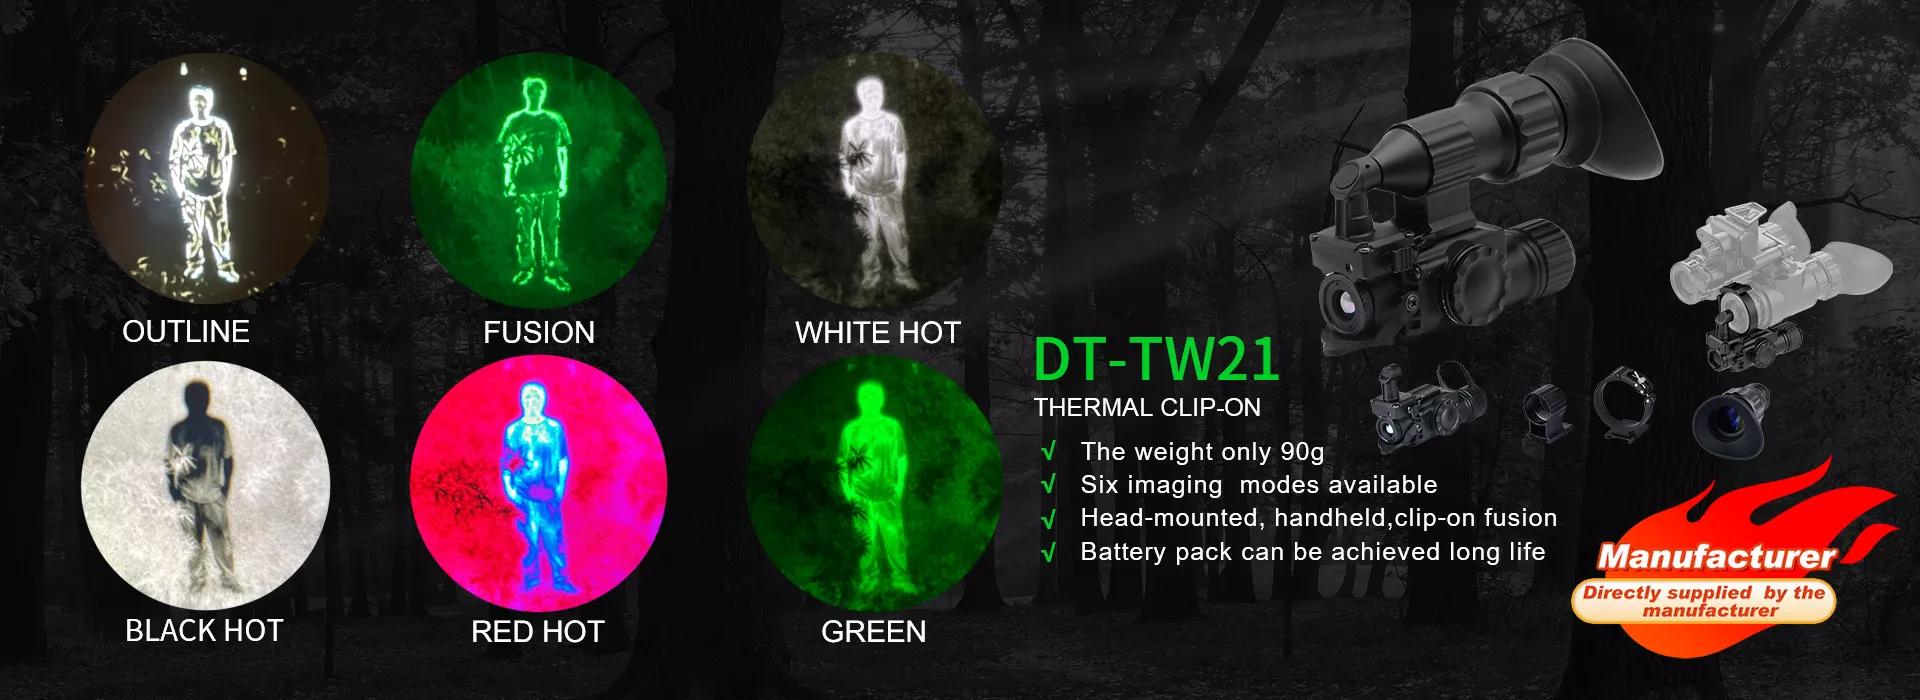 OUTLINE
FUSION
WHITE HOT
BLACK HOT
RED HOT
GREEN
DT-TW21
THERMAL CLIP-ON
√ The weight only 90g
√ Six imaging  modes available
√ Head-mounted, handheld,clip-on fusion
√ Battery pack can be achieved long life
Manufacturer
Directly supplied  by the
manufacturer